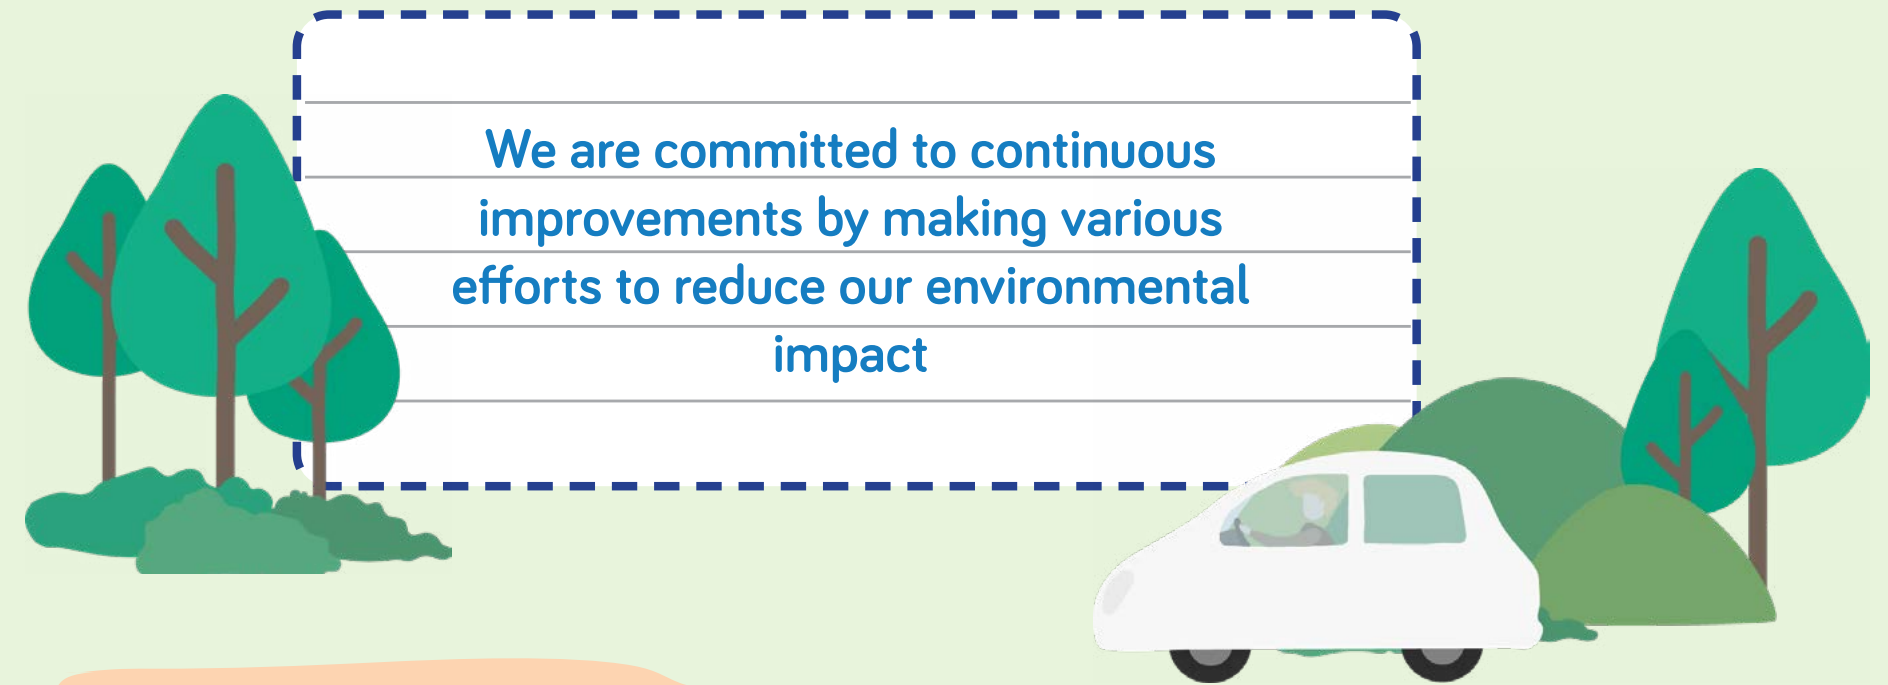 We are committed to continuous
improvements by making various
efforts to reduce our environmental
impact